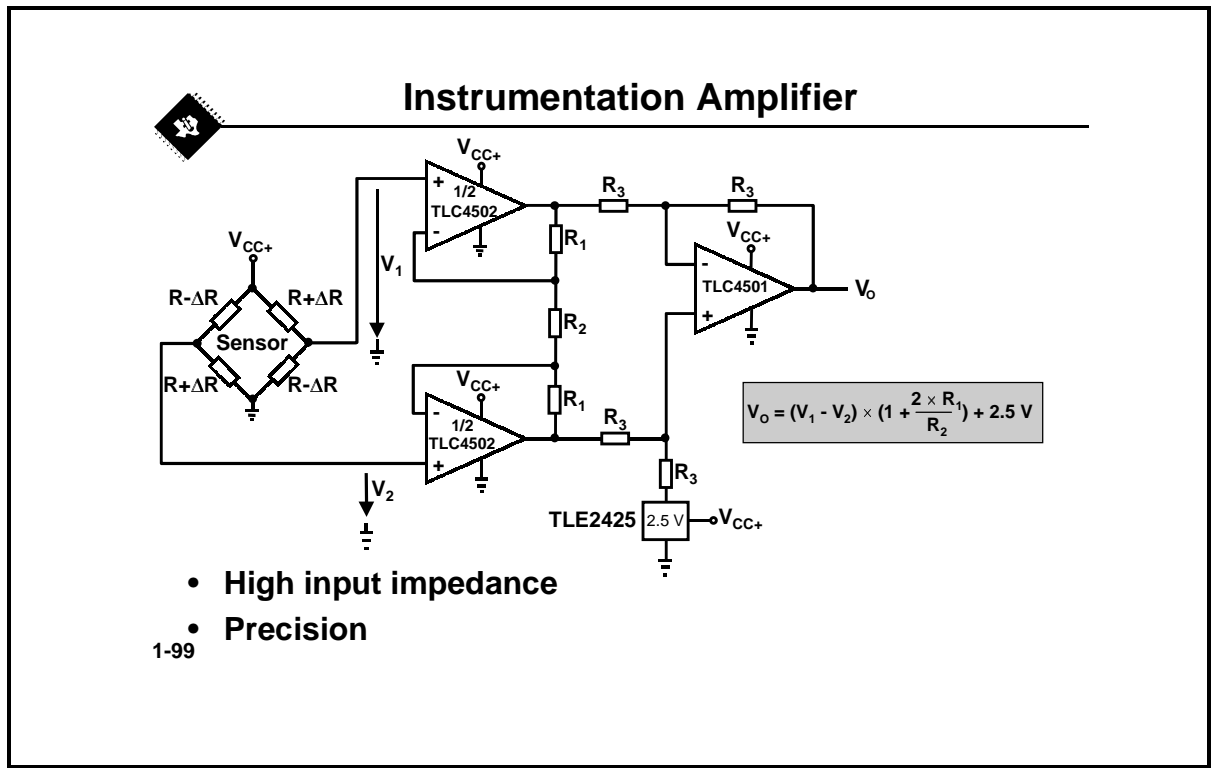 Instrumentation Amplifier
VCC+
+
1/2
TLC4502
-
R3
R3
VCC+
V1
R1
VCC+
-
TLC4501
+
Vo
R-ΔR
R+ΔR
Sensor
R+ΔR
R-ΔR
R2
VCC+
-
1/2
TLC4502
+
R1
R3
VO = (V1 - V2) × (1 + 2 × R1 / R2) + 2.5 V
V2
R3
TLE2425
2.5 V
VCC+
• High input impedance
• Precision
1-99